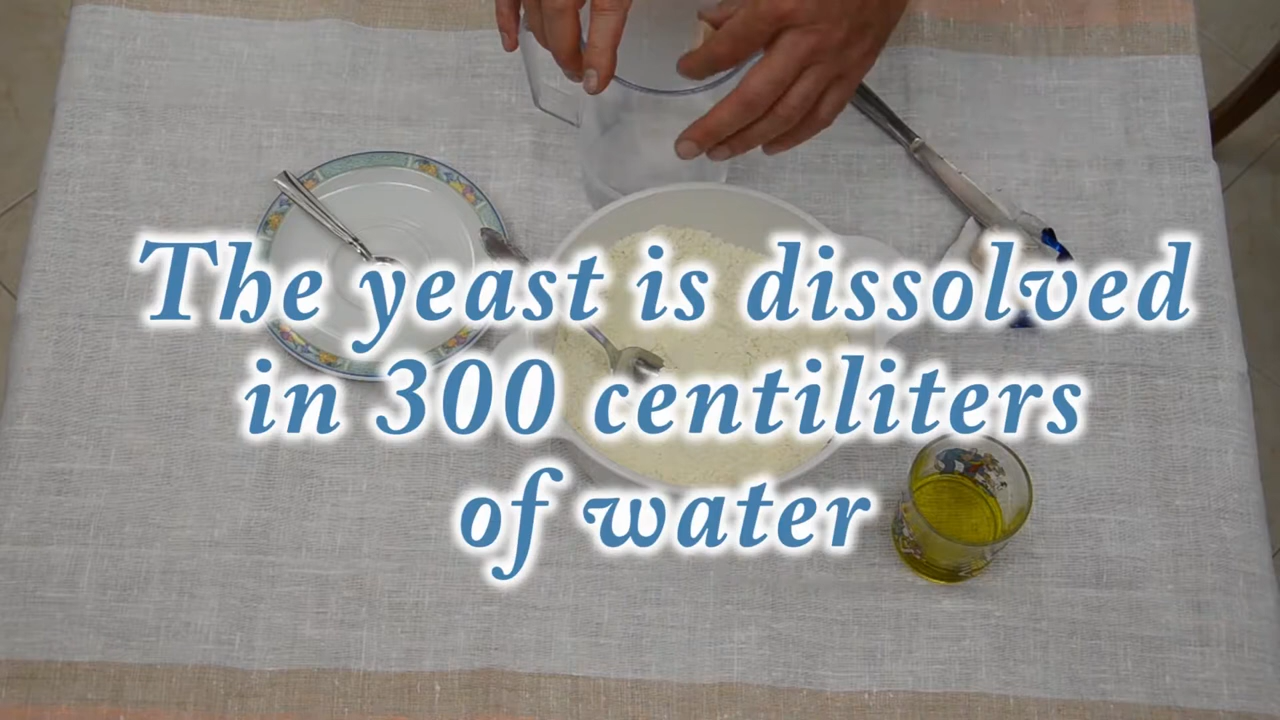 The yeast is dissolved
in 300 centiliters
of water